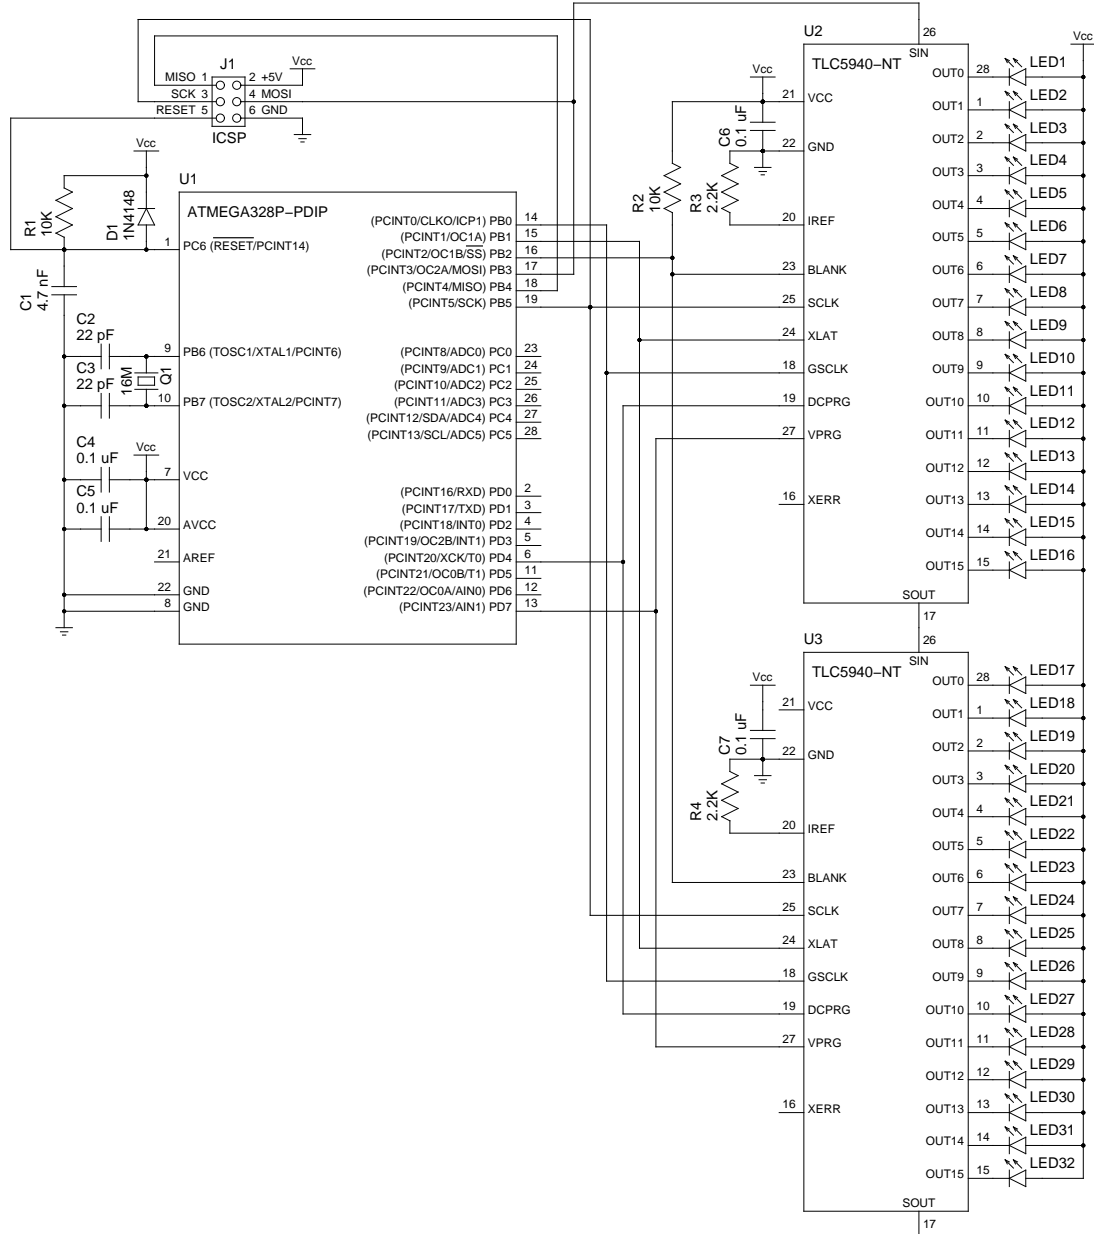 J1
MISO 1
2 +5V
Vcc
SCK 3
4 MOSI
RESET 5
6 GND
ICSP
Vcc
R1
10K
D1
1N4148
C1
4.7 nF
C2
22 pF
C3
22 pF
16M
Q1
C4
0.1 uF
Vcc
C5
0.1 uF
U1
ATMEGA328P-PDIP
1 PC6 (RESET/PCINT14)
9 PB6 (TOSC1/XTAL1/PCINT6)
10 PB7 (TOSC2/XTAL2/PCINT7)
7 VCC
20 AVCC
21 AREF
22 GND
8 GND
(PCINT0/CLKO/ICP1) PB0 14
(PCINT1/OC1A) PB1 15
(PCINT2/OC1B/SS) PB2 16
(PCINT3/OC2A/MOSI) PB3 17
(PCINT4/MISO) PB4 18
(PCINT5/SCK) PB5 19
(PCINT8/ADC0) PC0 23
(PCINT9/ADC1) PC1 24
(PCINT10/ADC2) PC2 25
(PCINT11/ADC3) PC3 26
(PCINT12/SDA/ADC4) PC4 27
(PCINT13/SCL/ADC5) PC5 28
(PCINT16/RXD) PD0 2
(PCINT17/TXD) PD1 3
(PCINT18/INT0) PD2 4
(PCINT19/OC2B/INT1) PD3 5
(PCINT20/XCK/T0) PD4 6
(PCINT21/OC0B/T1) PD5 11
(PCINT22/OC0A/AIN0) PD6 12
(PCINT23/AIN1) PD7 13
R2
10K
R3
2.2K
C6
0.1 uF
Vcc
U2
TLC5940-NT
26
SIN
21 VCC
22 GND
20 IREF
23 BLANK
25 SCLK
24 XLAT
18 GSCLK
19 DCPRG
27 VPRG
16 XERR
Vcc
OUT0 28 LED1
OUT1 1 LED2
OUT2 2 LED3
OUT3 3 LED4
OUT4 4 LED5
OUT5 5 LED6
OUT6 6 LED7
OUT7 7 LED8
OUT8 8 LED9
OUT9 9 LED10
OUT10 10 LED11
OUT11 11 LED12
OUT12 12 LED13
OUT13 13 LED14
OUT14 14 LED15
OUT15 15 LED16
SOUT
17
U3
TLC5940-NT
26
SIN
Vcc
C7
0.1 uF
R4
2.2K
21 VCC
22 GND
20 IREF
23 BLANK
25 SCLK
24 XLAT
18 GSCLK
19 DCPRG
27 VPRG
16 XERR
OUT0 28 LED17
OUT1 1 LED18
OUT2 2 LED19
OUT3 3 LED20
OUT4 4 LED21
OUT5 5 LED22
OUT6 6 LED23
OUT7 7 LED24
OUT8 8 LED25
OUT9 9 LED26
OUT10 10 LED27
OUT11 11 LED28
OUT12 12 LED29
OUT13 13 LED30
OUT14 14 LED31
OUT15 15 LED32
SOUT
17